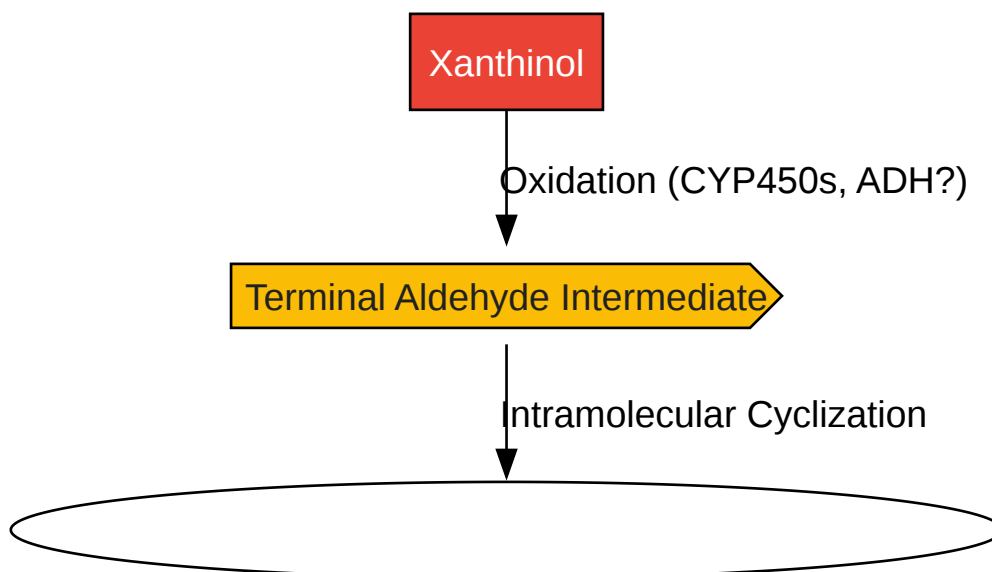 Xanthinol
Oxidation (CYP450s, ADH?)
Terminal Aldehyde Intermediate
Intramolecular Cyclization